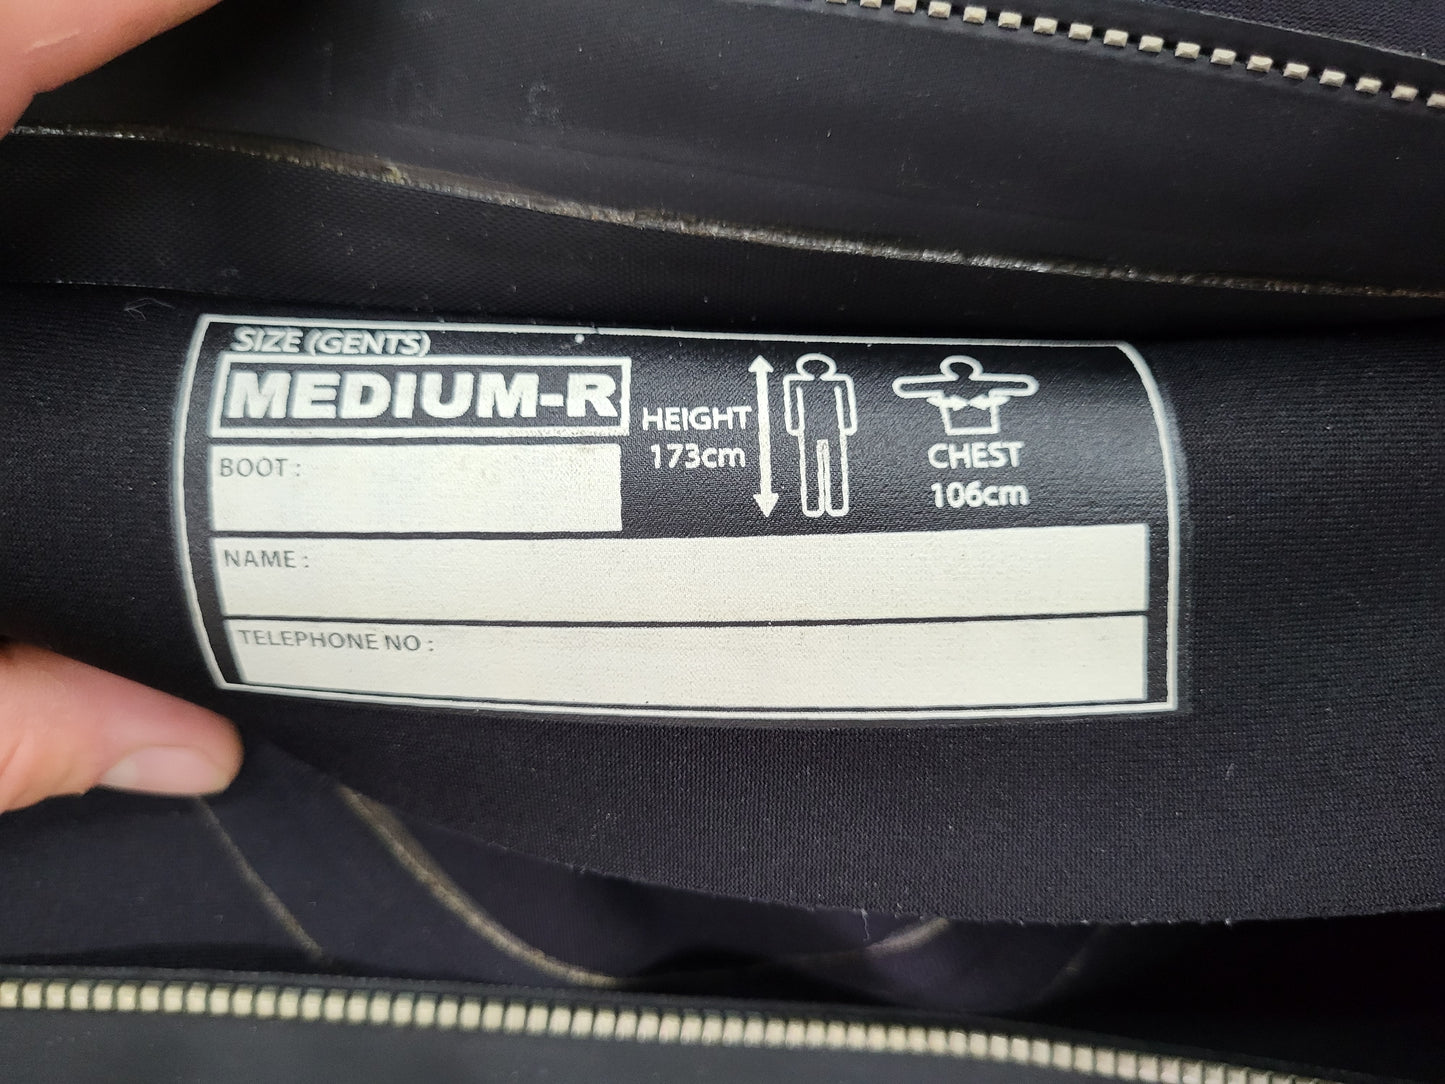 SIZE (GENTS)
MEDIUM-R
HEIGHT
173cm
CHEST
106cm
BOOT :
NAME :
TELEPHONE NO :